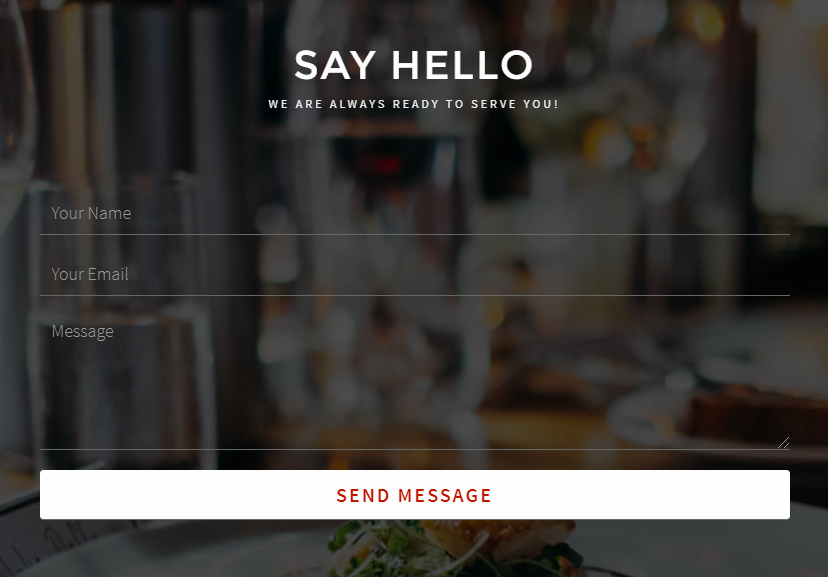 SAY HELLO
WE ARE ALWAYS READY TO SERVE YOU!
Your Name
Your Email
Message
SEND MESSAGE